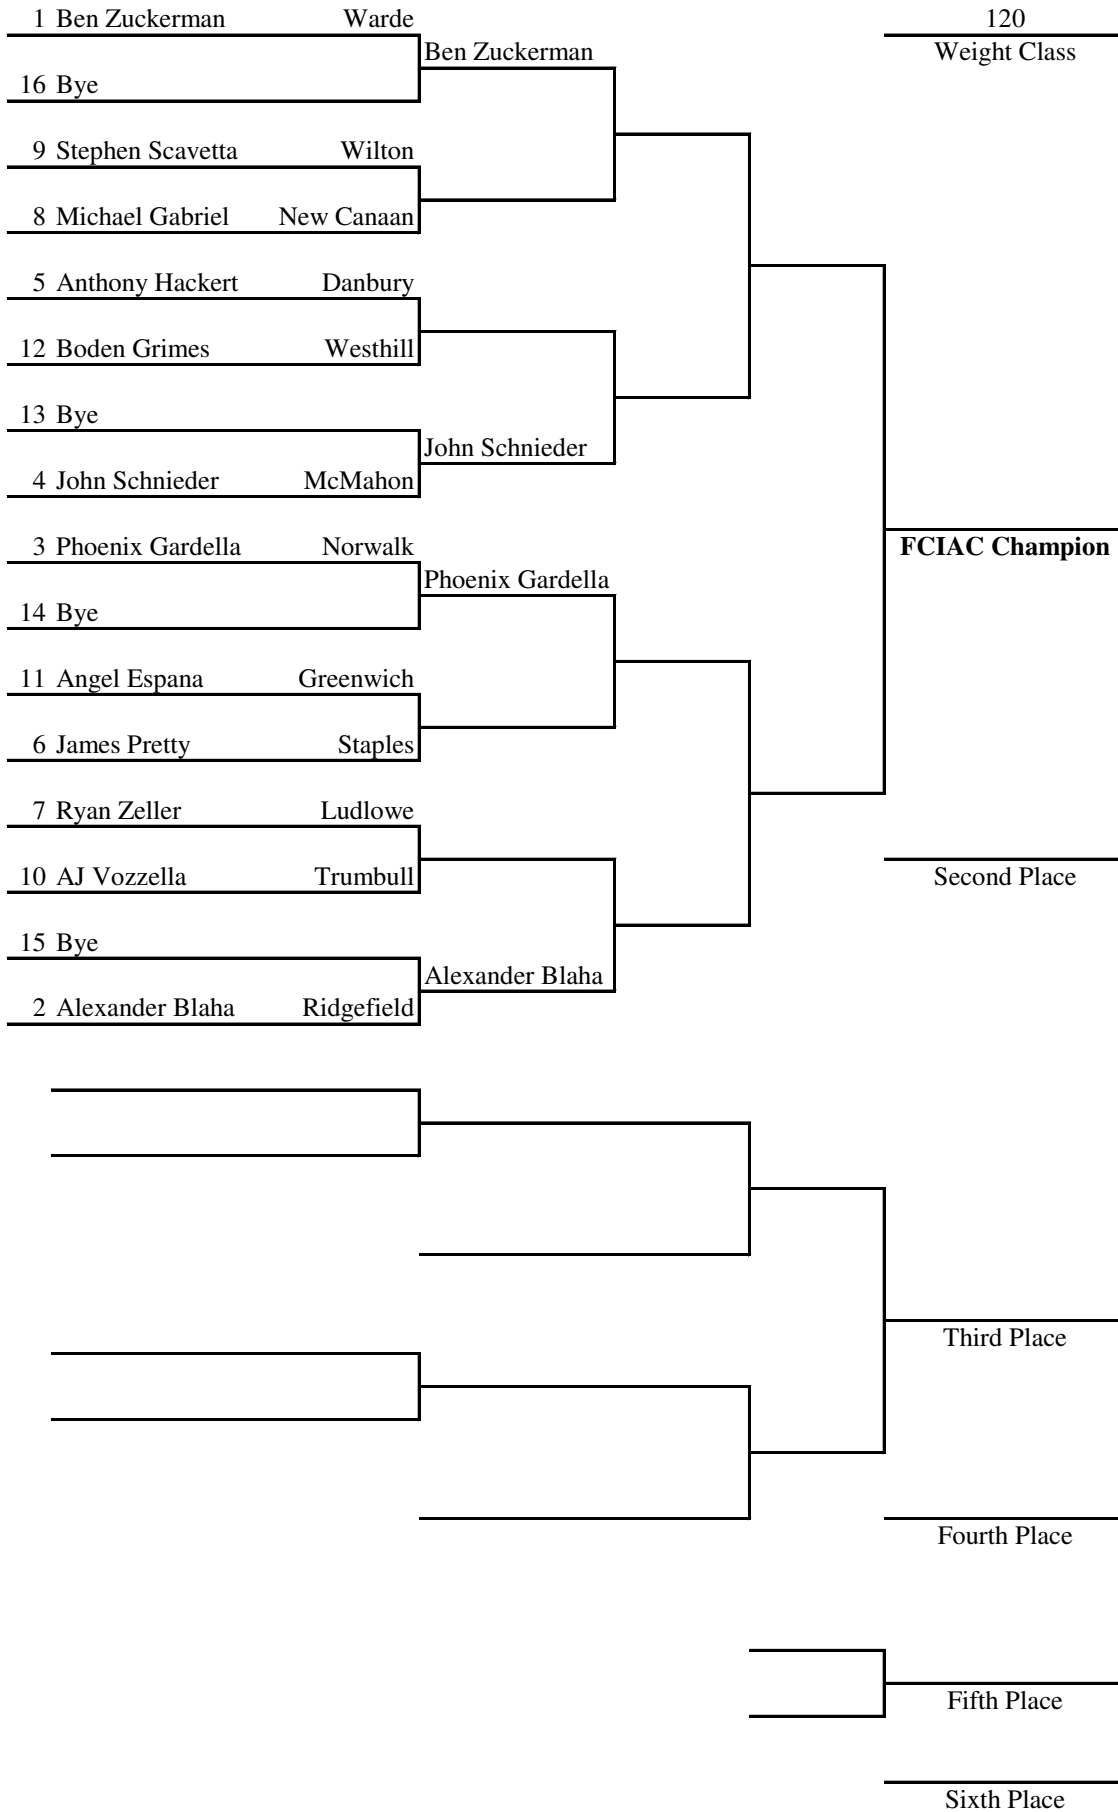 1 Ben Zuckerman Warde 120
Ben Zuckerman Weight Class
16 Bye
9 Stephen Scavetta Wilton
8 Michael Gabriel New Canaan
5 Anthony Hackert Danbury
12 Boden Grimes Westhill
13 Bye
John Schnieder
4 John Schnieder McMahon
3 Phoenix Gardella Norwalk FCIAC Champion
Phoenix Gardella
14 Bye
11 Angel Espana Greenwich
6 James Pretty Staples
7 Ryan Zeller Ludlowe
10 AJ Vozzella Trumbull Second Place
15 Bye
Alexander Blaha
2 Alexander Blaha Ridgefield
Third Place
Fourth Place
Fifth Place
Sixth Place